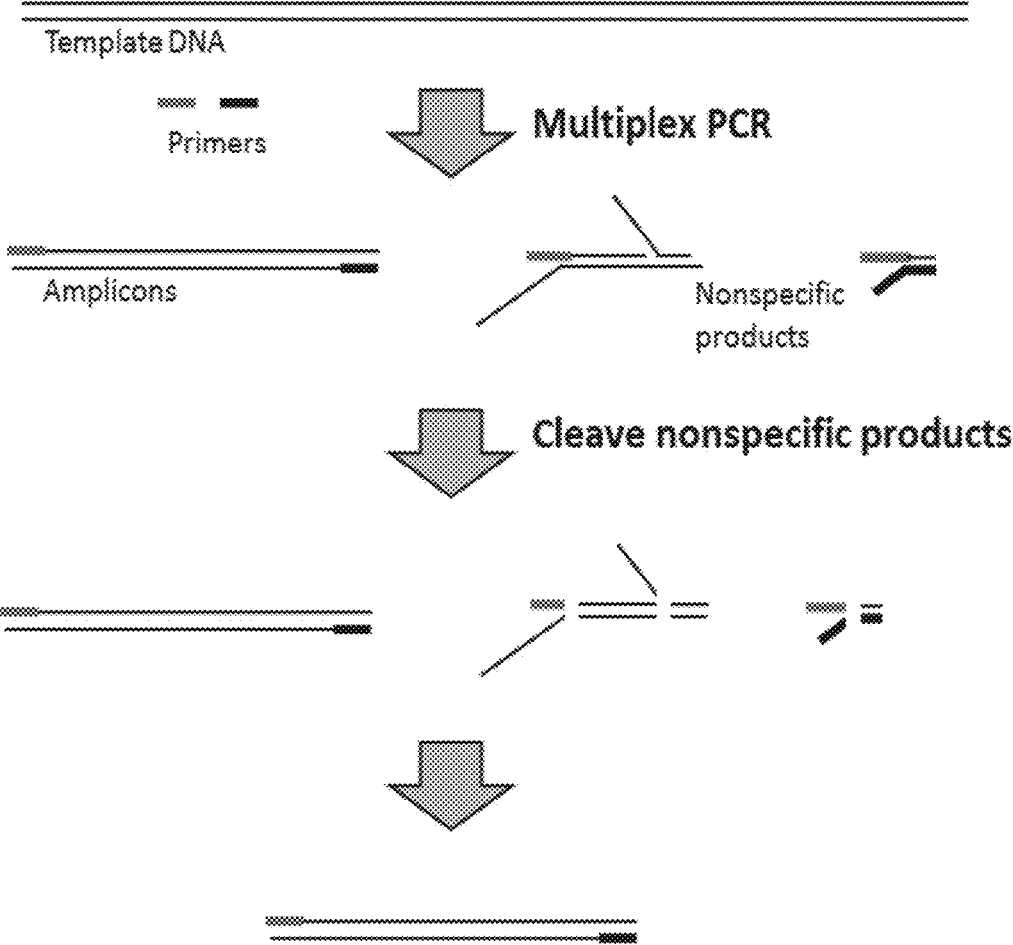 Template DNA
Primers
Multiplex PCR
Amplicons
Nonspecific
products
Cleave nonspecific products